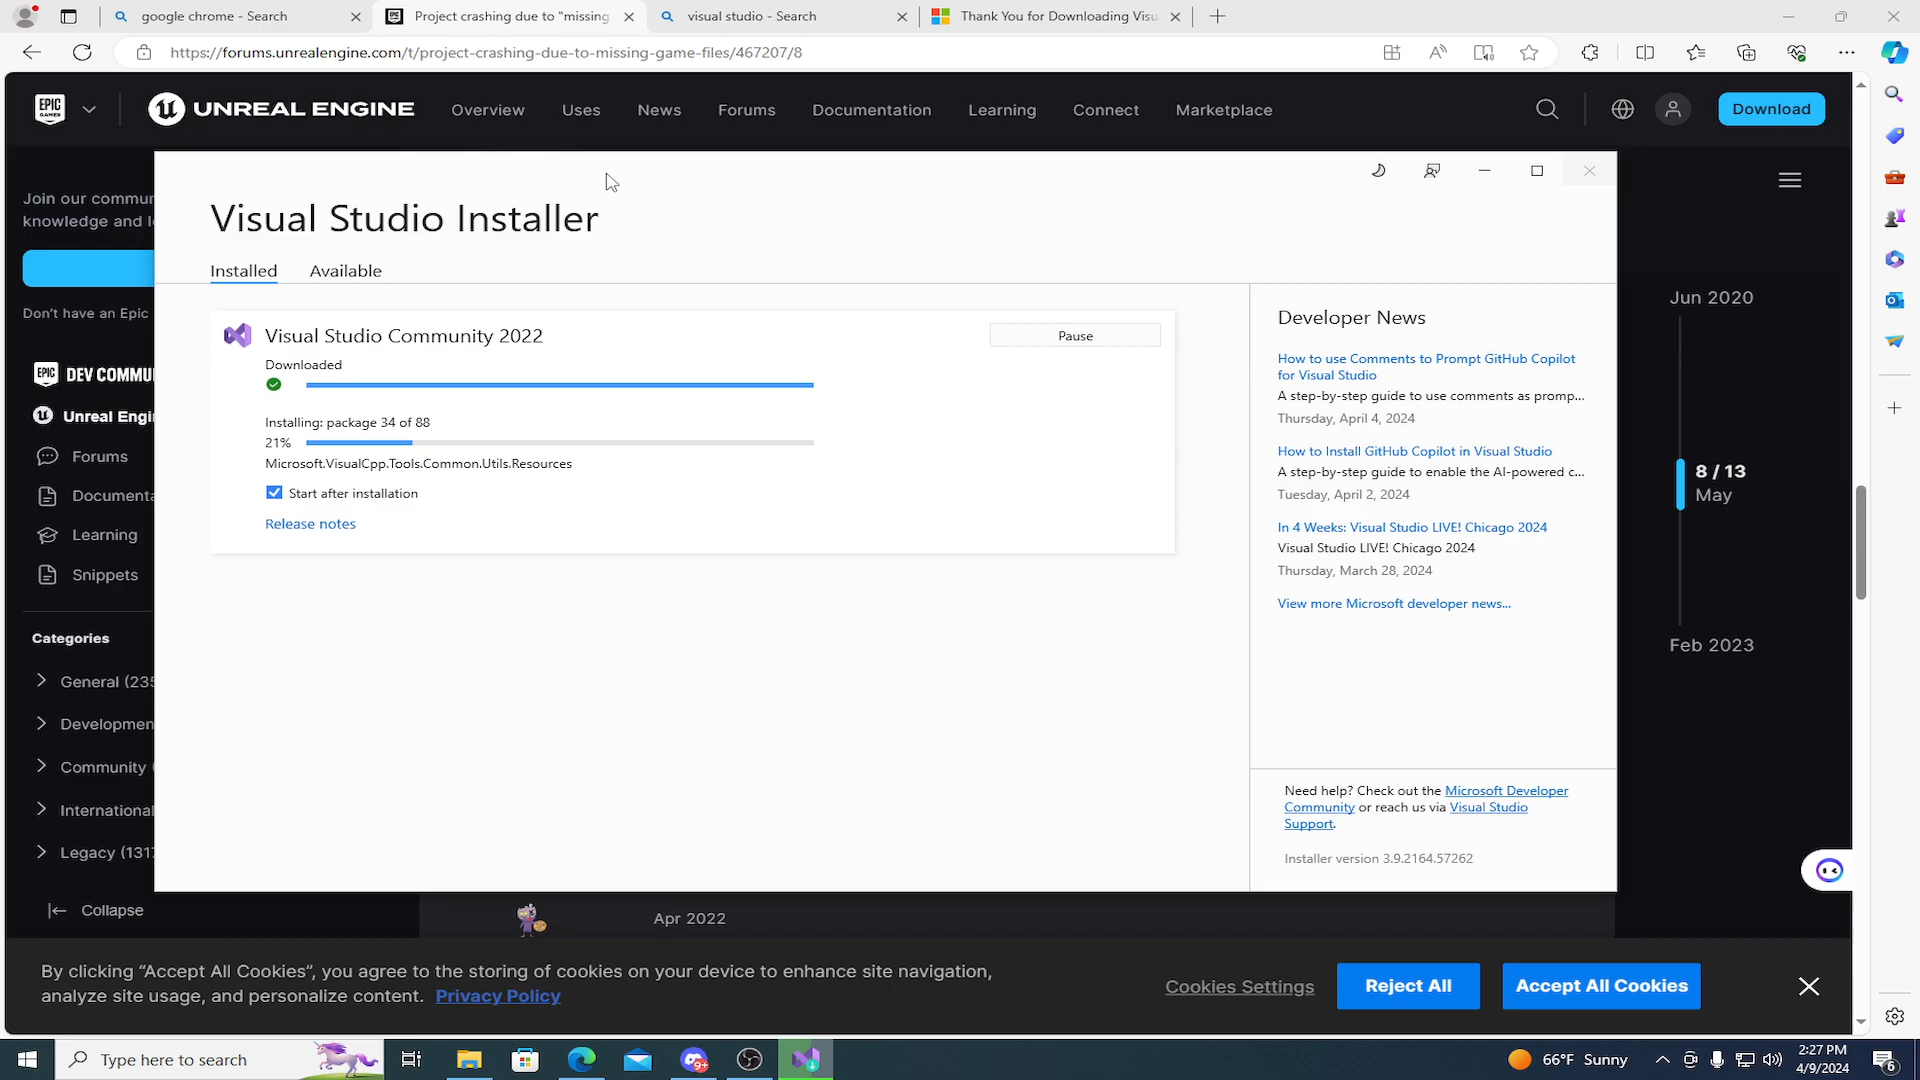 google chrome - Search
Project crashing due to "missing
visual studio - Search
Thank You for Downloading Visu
https://forums.unrealengine.com/t/project-crashing-due-to-missing-game-files/467207/8
EPIC GAMES
UNREAL ENGINE
Overview
Uses
News
Forums
Documentation
Learning
Connect
Marketplace
Download
Join our commun
knowledge and l
Don't have an Epic
EPIC
DEV COMMU
Unreal Engi
Forums
Documenta
Learning
Snippets
Categories
General (235
Developmen
Community (
International
Legacy (1317
Collapse
Visual Studio Installer
Installed
Available
Visual Studio Community 2022
Pause
Downloaded
Installing: package 34 of 88
21%
Microsoft.VisualCpp.Tools.Common.Utils.Resources
Start after installation
Release notes
Developer News
How to use Comments to Prompt GitHub Copilot
for Visual Studio
A step-by-step guide to use comments as promp...
Thursday, April 4, 2024
How to Install GitHub Copilot in Visual Studio
A step-by-step guide to enable the AI-powered c...
Tuesday, April 2, 2024
In 4 Weeks: Visual Studio LIVE! Chicago 2024
Visual Studio LIVE! Chicago 2024
Thursday, March 28, 2024
View more Microsoft developer news...
Need help? Check out the Microsoft Developer
Community or reach us via Visual Studio
Support.
Installer version 3.9.2164.57262
Jun 2020
8 / 13
May
Feb 2023
Apr 2022
By clicking “Accept All Cookies”, you agree to the storing of cookies on your device to enhance site navigation,
analyze site usage, and personalize content. Privacy Policy
Cookies Settings
Reject All
Accept All Cookies
Type here to search
9+
66°F Sunny
2:27 PM
4/9/2024
6